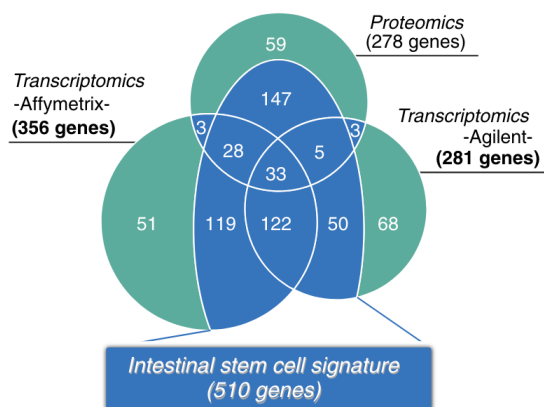 Proteomics
(278 genes)
59
Transcriptomics
-Affymetrix-
(356 genes)
147
Transcriptomics
-Agilent-
(281 genes)
3
3
28
5
33
51
119
122
50
68
Intestinal stem cell signature
(510 genes)